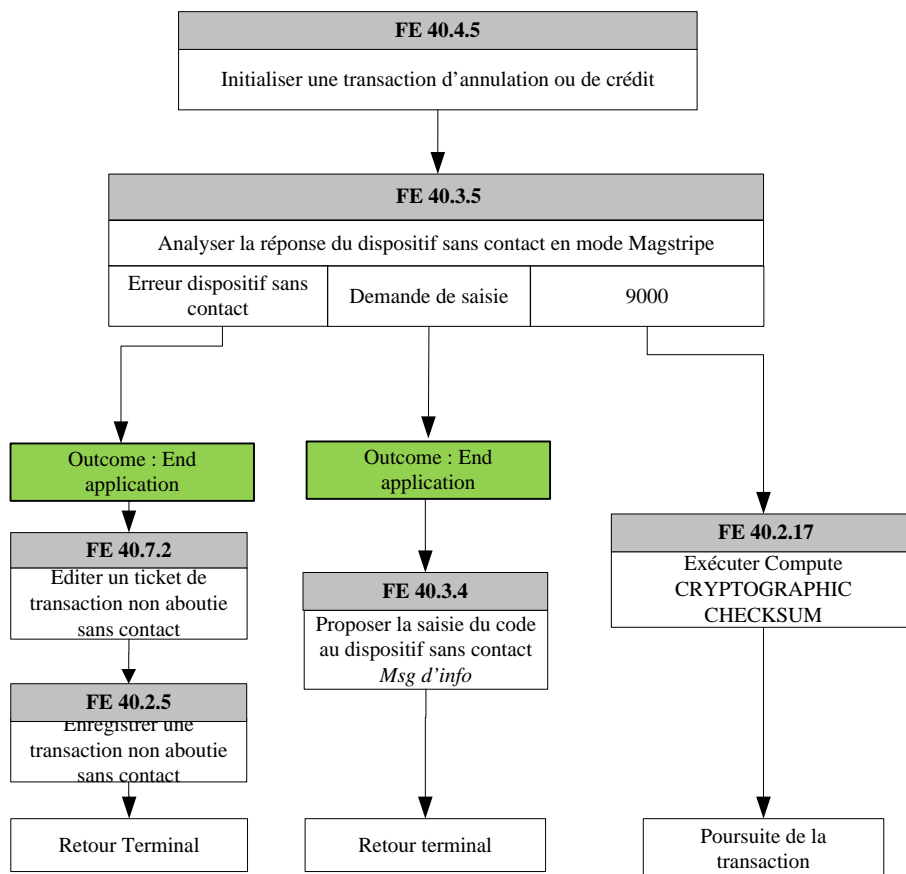 FE 40.4.5
Initialiser une transaction d’annulation ou de crédit
FE 40.3.5
Analyser la réponse du dispositif sans contact en mode Magstripe
Erreur dispositif sans
contact
Demande de saisie
9000
Outcome : End
application
FE 40.7.2
Editer un ticket de
transaction non aboutie
sans contact
FE 40.2.5
Enregistrer une
transaction non aboutie
sans contact
Retour Terminal
Outcome : End
application
FE 40.3.4
Proposer la saisie du code
au dispositif sans contact
Msg d’info
Retour terminal
FE 40.2.17
Exécuter Compute
CRYPTOGRAPHIC
CHECKSUM
Poursuite de la
transaction